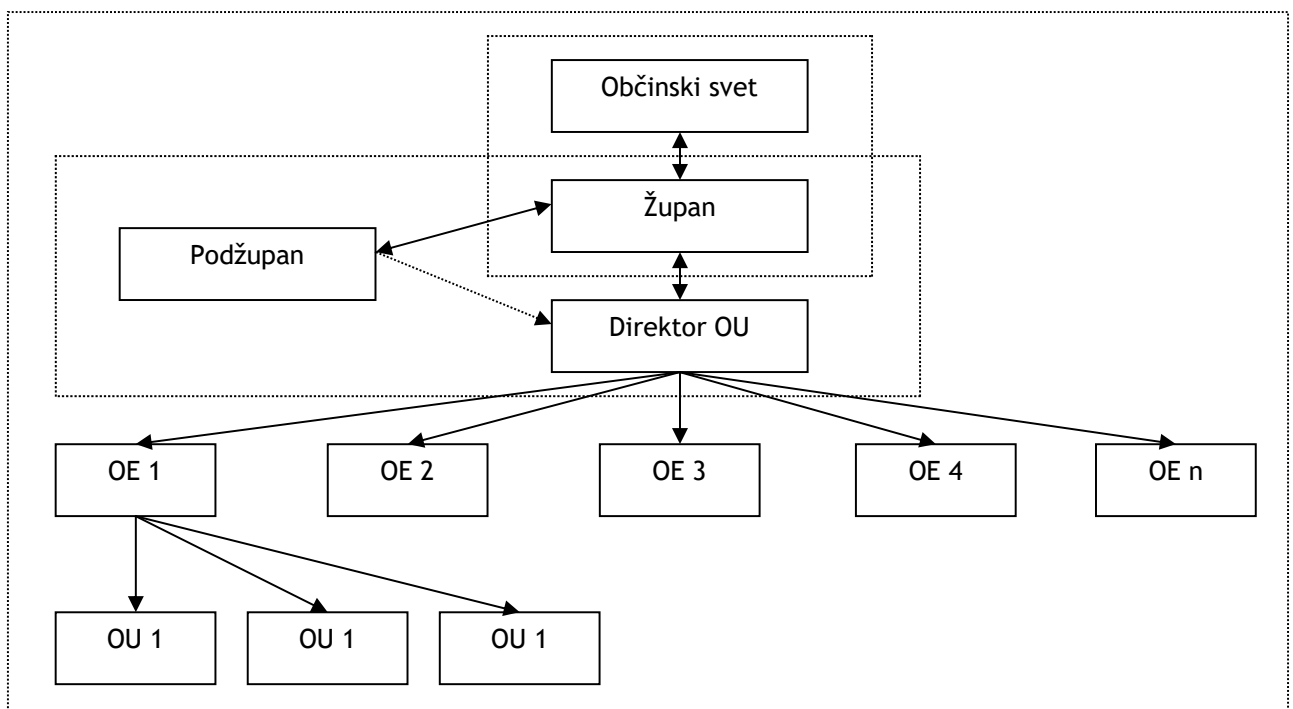 Občinski svet
Župan
Podžupan
Direktor OU
OE 1
OE 2
OE 3
OE 4
OE n
OU 1
OU 1
OU 1